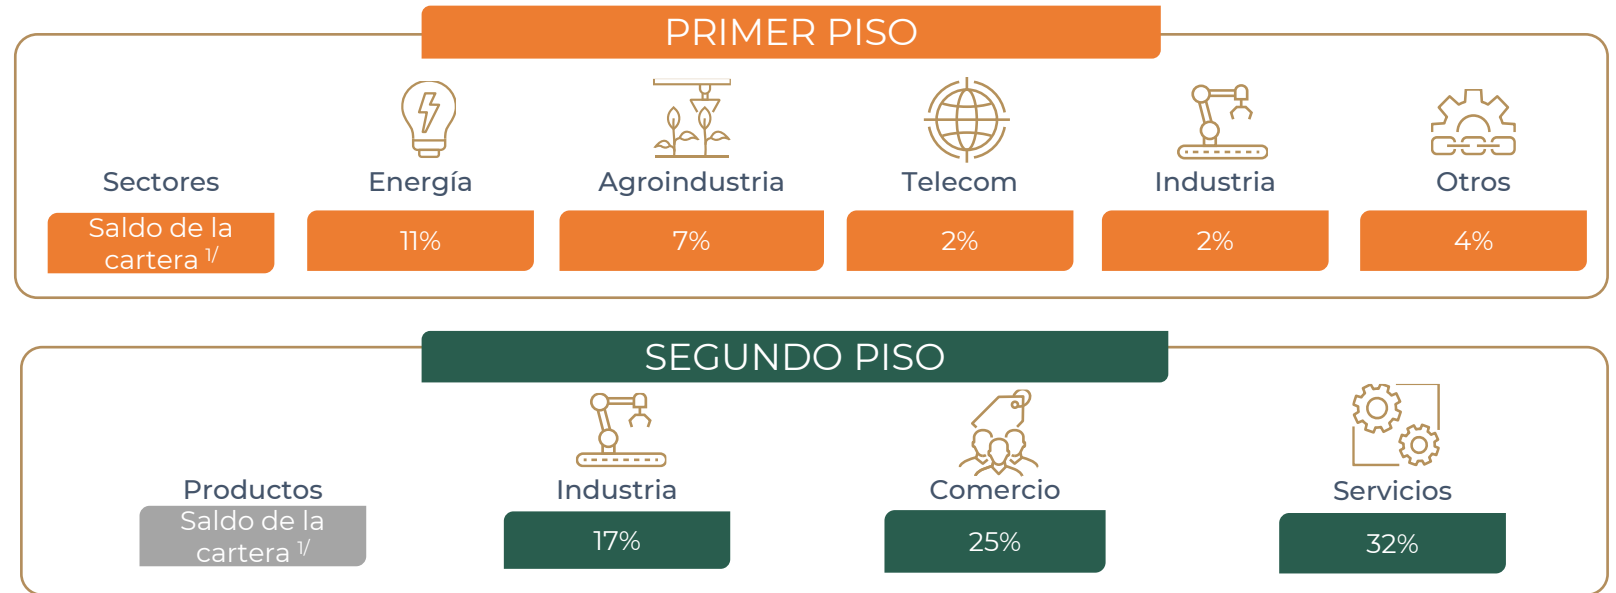 PRIMER PISO
Sectores
Energía
Agroindustria
Telecom
Industria
Otros
Saldo de la
cartera 1/
11%
7%
2%
2%
4%
SEGUNDO PISO
Productos
Industria
Comercio
Servicios
Saldo de la
cartera 1/
17%
25%
32%